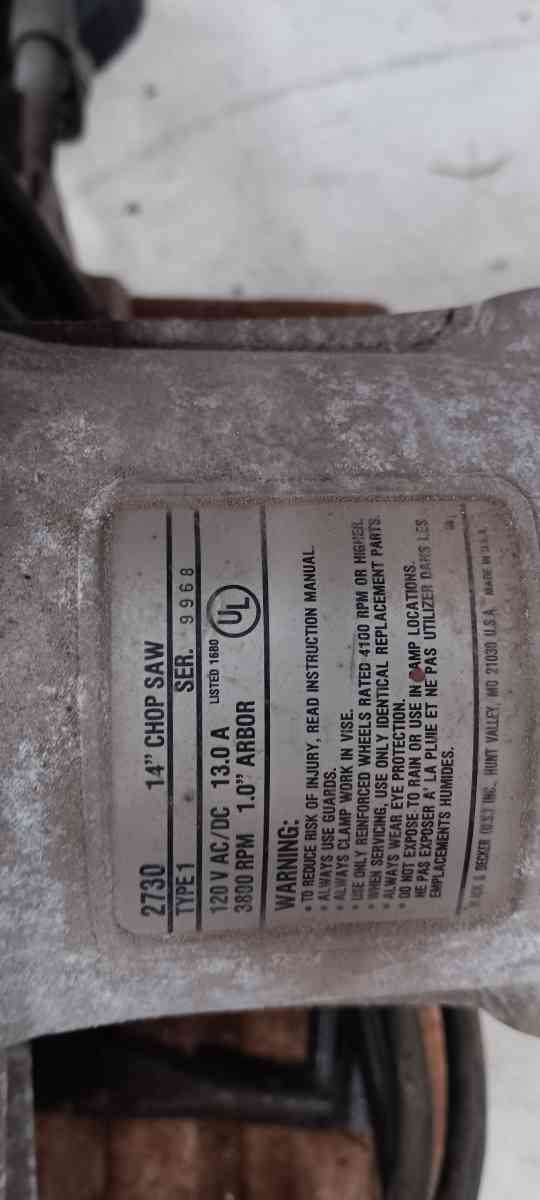 2730 14" CHOP SAW
TYPE 1 SER. 9968
120 V AC/DC 13.0 A LISTED 16B0
3800 RPM 1.0" ARBOR UL
WARNING:
• TO REDUCE RISK OF INJURY, READ INSTRUCTION MANUAL.
• ALWAYS USE GUARDS.
• ALWAYS CLAMP WORK IN VISE.
• USE ONLY REINFORCED WHEELS RATED 4100 RPM OR HIGHER.
• WHEN SERVICING, USE ONLY IDENTICAL REPLACEMENT PARTS.
• ALWAYS WEAR EYE PROTECTION.
• DO NOT EXPOSE TO RAIN OR USE IN DAMP LOCATIONS.
NE PAS EXPOSER A' LA PLUIE ET NE PAS UTILIZER DANS LES
EMPLACEMENTS HUMIDES.
& DECKER (U.S.) INC., HUNT VALLEY, MD 21030 U.S.A. MADE IN U.S.A.